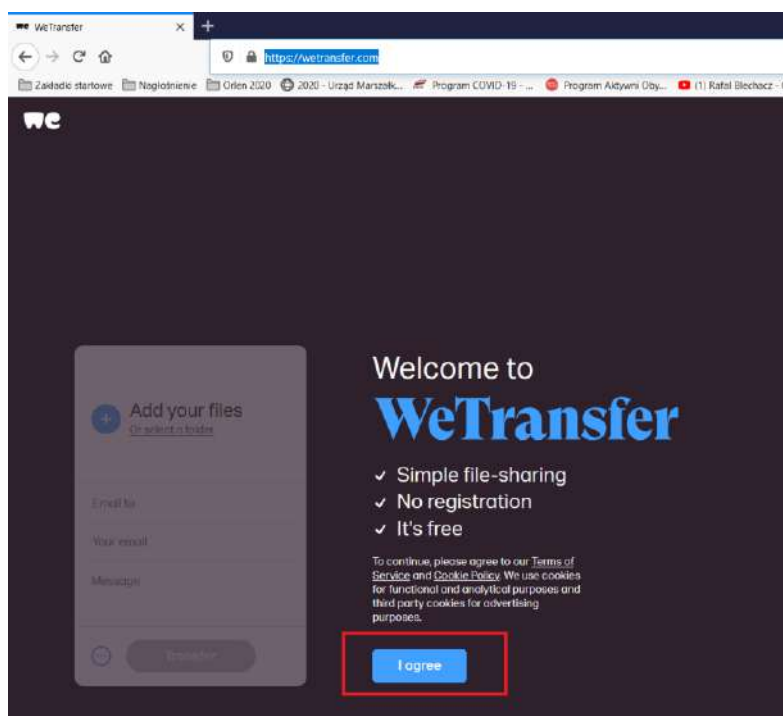 we WeTransfer
https://wetransfer.com
Zakładki startowe Nagłośnienie Orlen 2020 2020 - Urząd Marszałk... Program COVID-19 - ... Program Aktywni Oby... (1) Rafał Blechacz -
we
Add your files
Or select a folder
Email to
Your email
Message
Transfer
Welcome to
WeTransfer
✓ Simple file-sharing
✓ No registration
✓ It's free
To continue, please agree to our Terms of
Service and Cookie Policy. We use cookies
for functional and analytical purposes and
third party cookies for advertising
purposes.
I agree